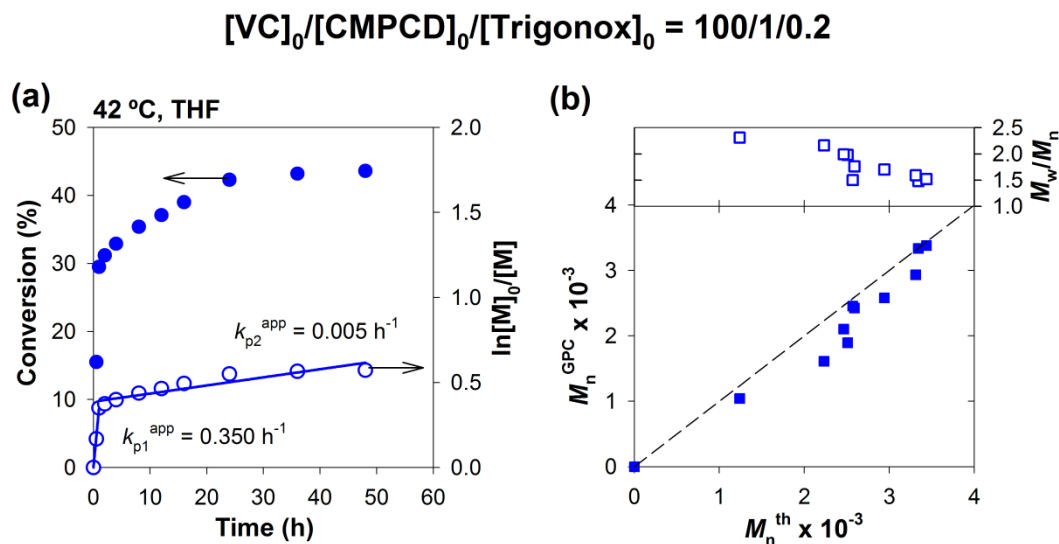 [VC]0/[CMPCD]0/[Trigonox]0 = 100/1/0.2
(a)
42 ºC, THF
Conversion (%)
50
40
30
20
10
0
2.0
1.5
1.0
0.5
0.0
ln[M]0/[M]
kp2app = 0.005 h-1
kp1app = 0.350 h-1
0 10 20 30 40 50 60
Time (h)
(b)
2.5
2.0
1.5
1.0
Mw/Mn
4
3
2
1
0
MnGPC x 10-3
0 1 2 3 4
Mnth x 10-3